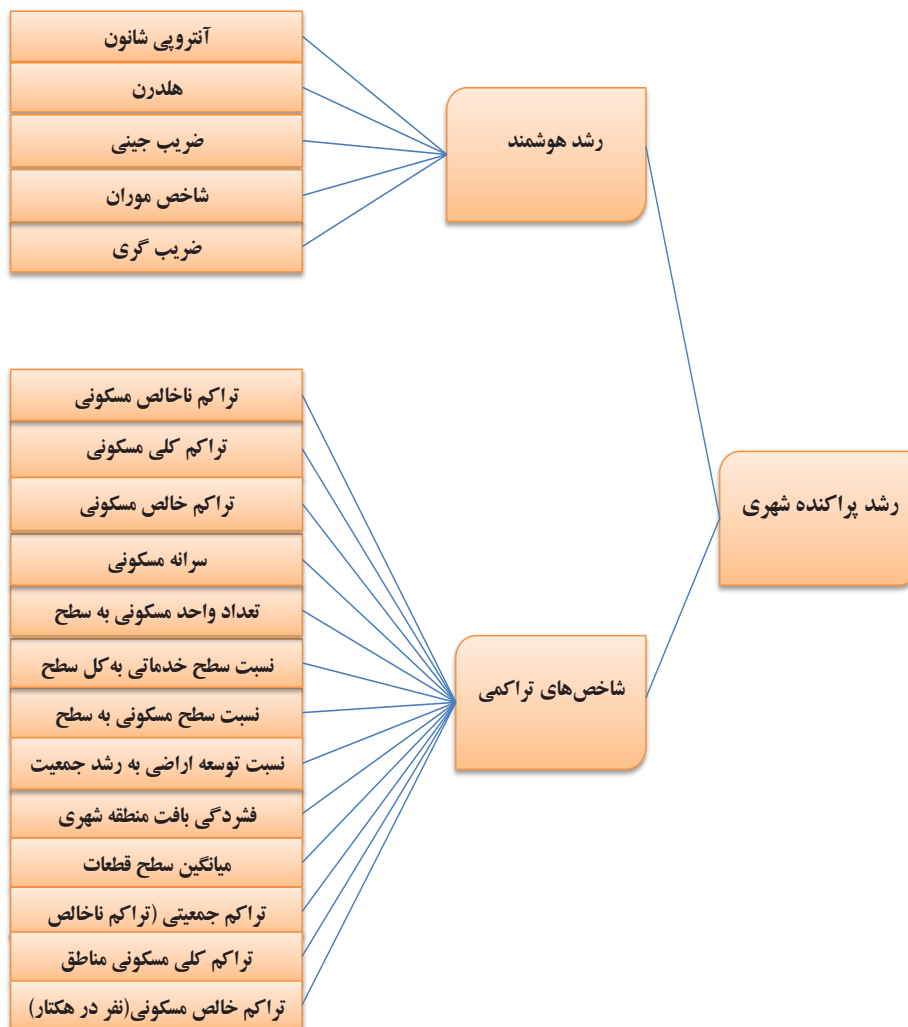 آنتروپی شانون
هلدرن
ضریب جینی
شاخص موران
ضریب گری
رشد هوشمند
رشد پراکنده شهری
شاخص‌های تراکمی
تراکم ناخالص مسکونی
تراکم کلی مسکونی
تراکم خالص مسکونی
سرانه مسکونی
تعداد واحد مسکونی به سطح
نسبت سطح خدماتی به کل سطح
نسبت سطح مسکونی به سطح
نسبت توسعه اراضی به رشد جمعیت
فشردگی بافت منطقه شهری
میانگین سطح قطعات
تراکم جمعیتی (تراکم ناخالص
تراکم کلی مسکونی مناطق
تراکم خالص مسکونی(نفر در هکتار)